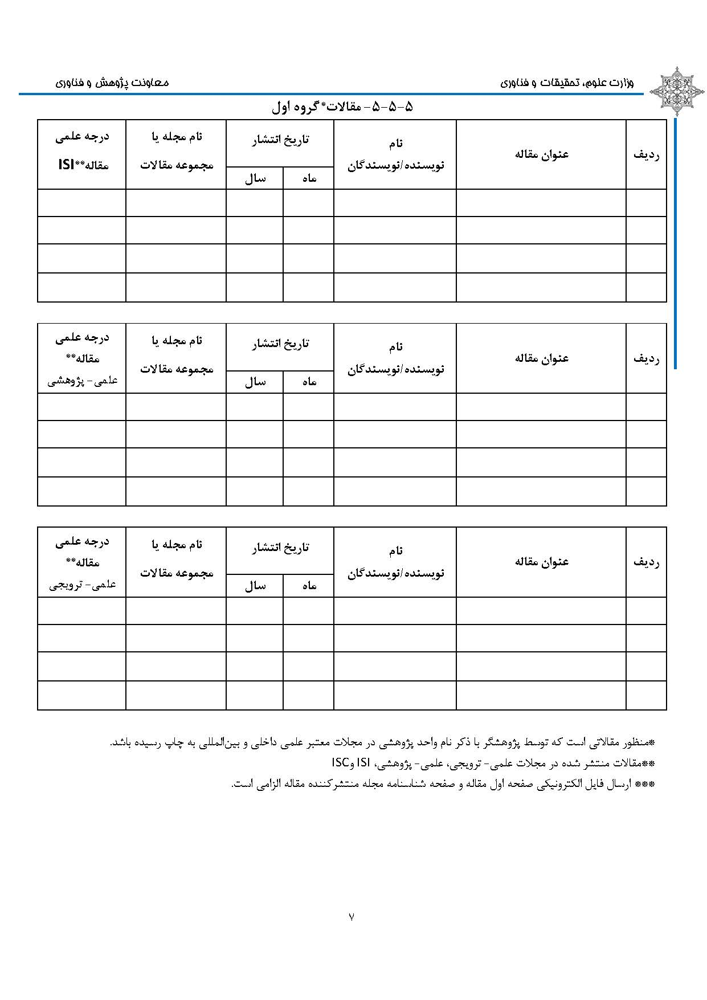 وزارت علوم، تحقیقات و فناوری معاونت پژوهش و فناوری
۵-۵-۵- مقالات*گروه اول
ردیف عنوان مقاله نام نویسنده/نویسندگان تاریخ انتشار نام مجله یا مجموعه مقالات درجه علمی مقاله**ISI
ماه سال
ردیف عنوان مقاله نام نویسنده/نویسندگان تاریخ انتشار نام مجله یا مجموعه مقالات درجه علمی مقاله** علمی- پژوهشی
ماه سال
ردیف عنوان مقاله نام نویسنده/نویسندگان تاریخ انتشار نام مجله یا مجموعه مقالات درجه علمی مقاله** علمی- ترویجی
ماه سال
*منظور مقالاتی است که توسط پژوهشگر با ذکر نام واحد پژوهشی در مجلات معتبر علمی داخلی و بین‌المللی به چاپ رسیده باشد.
**مقالات منتشر شده در مجلات علمی- ترویجی، علمی- پژوهشی، ISI وISC
*** ارسال فایل الکترونیکی صفحه اول مقاله و صفحه شناسنامه مجله منتشرکننده مقاله الزامی است.
۷